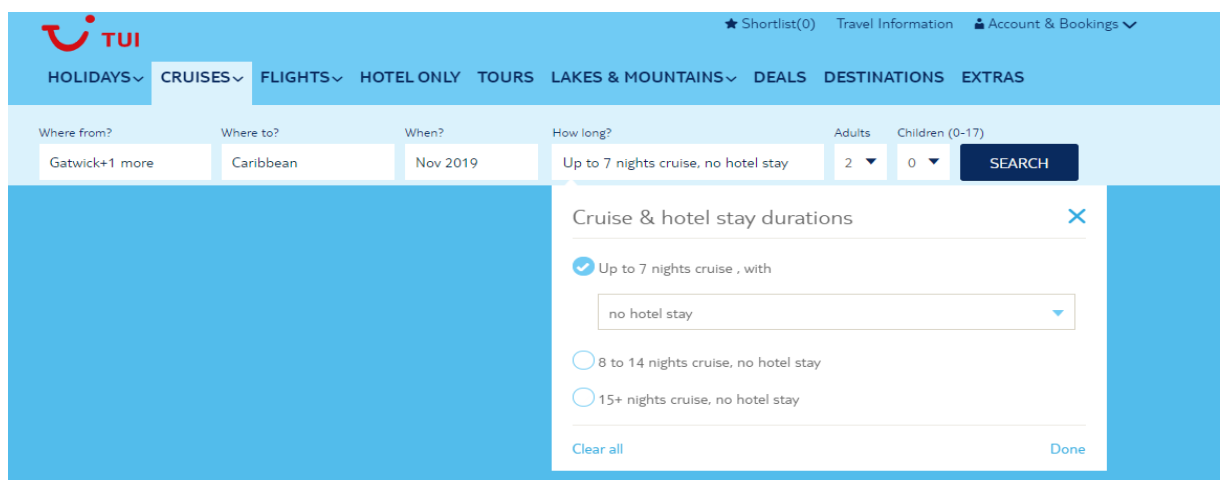 Shortlist(0) Travel Information Account & Bookings
TUI
HOLIDAYS CRUISES FLIGHTS HOTEL ONLY TOURS LAKES & MOUNTAINS DEALS DESTINATIONS EXTRAS
Where from? Where to? When? How long? Adults Children (0-17)
Gatwick+1 more Caribbean Nov 2019 Up to 7 nights cruise, no hotel stay 2 0 SEARCH
Cruise & hotel stay durations
Up to 7 nights cruise , with
no hotel stay
8 to 14 nights cruise, no hotel stay
15+ nights cruise, no hotel stay
Clear all Done